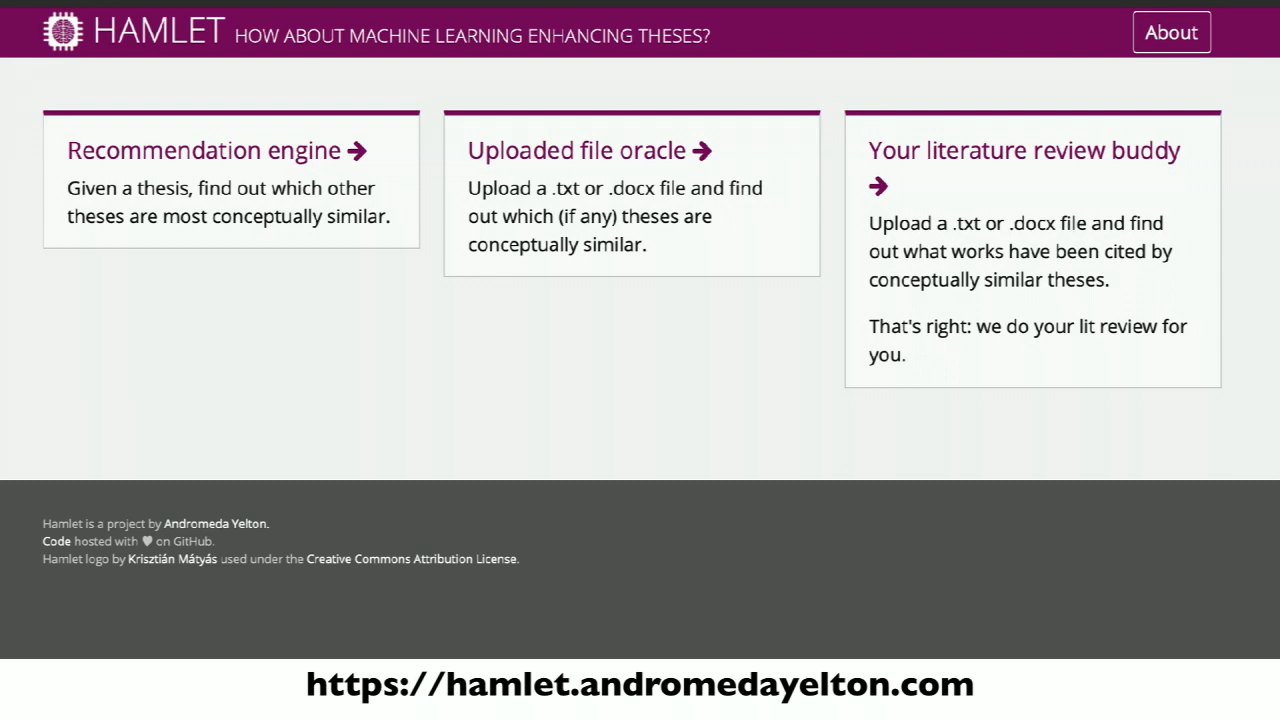 HAMLET HOW ABOUT MACHINE LEARNING ENHANCING THESES?
About
Recommendation engine →
Given a thesis, find out which other
theses are most conceptually similar.
Uploaded file oracle →
Upload a .txt or .docx file and find
out which (if any) theses are
conceptually similar.
Your literature review buddy
→
Upload a .txt or .docx file and find
out what works have been cited by
conceptually similar theses.
That's right: we do your lit review for
you.
Hamlet is a project by Andromeda Yelton.
Code hosted with ♥ on GitHub.
Hamlet logo by Krisztián Mátyás used under the Creative Commons Attribution License.
https://hamlet.andromedayelton.com